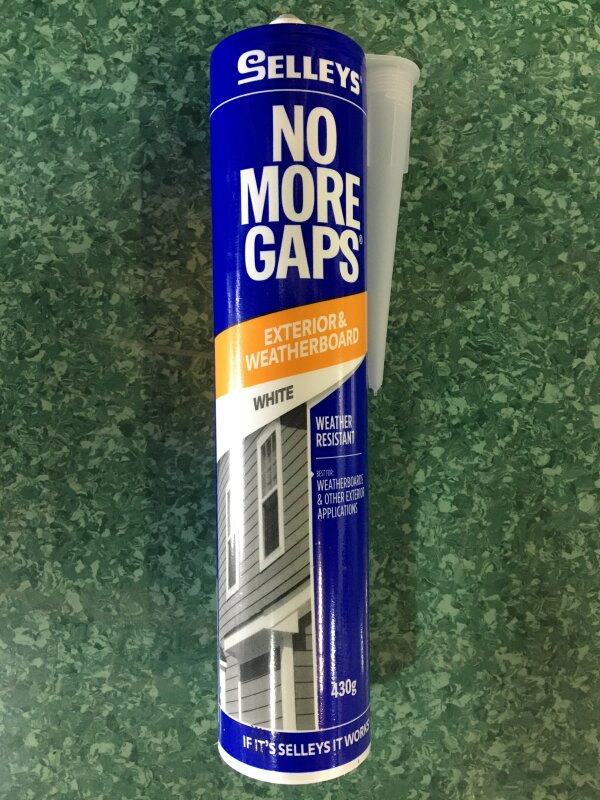 SELLEYS
NO
MORE
GAPS®
EXTERIOR &
WEATHERBOARD
WHITE
WEATHER
RESISTANT
BEST FOR:
WEATHERBOARDS
& OTHER EXTERIOR
APPLICATIONS
430g
IF IT'S SELLEYS IT WORKS